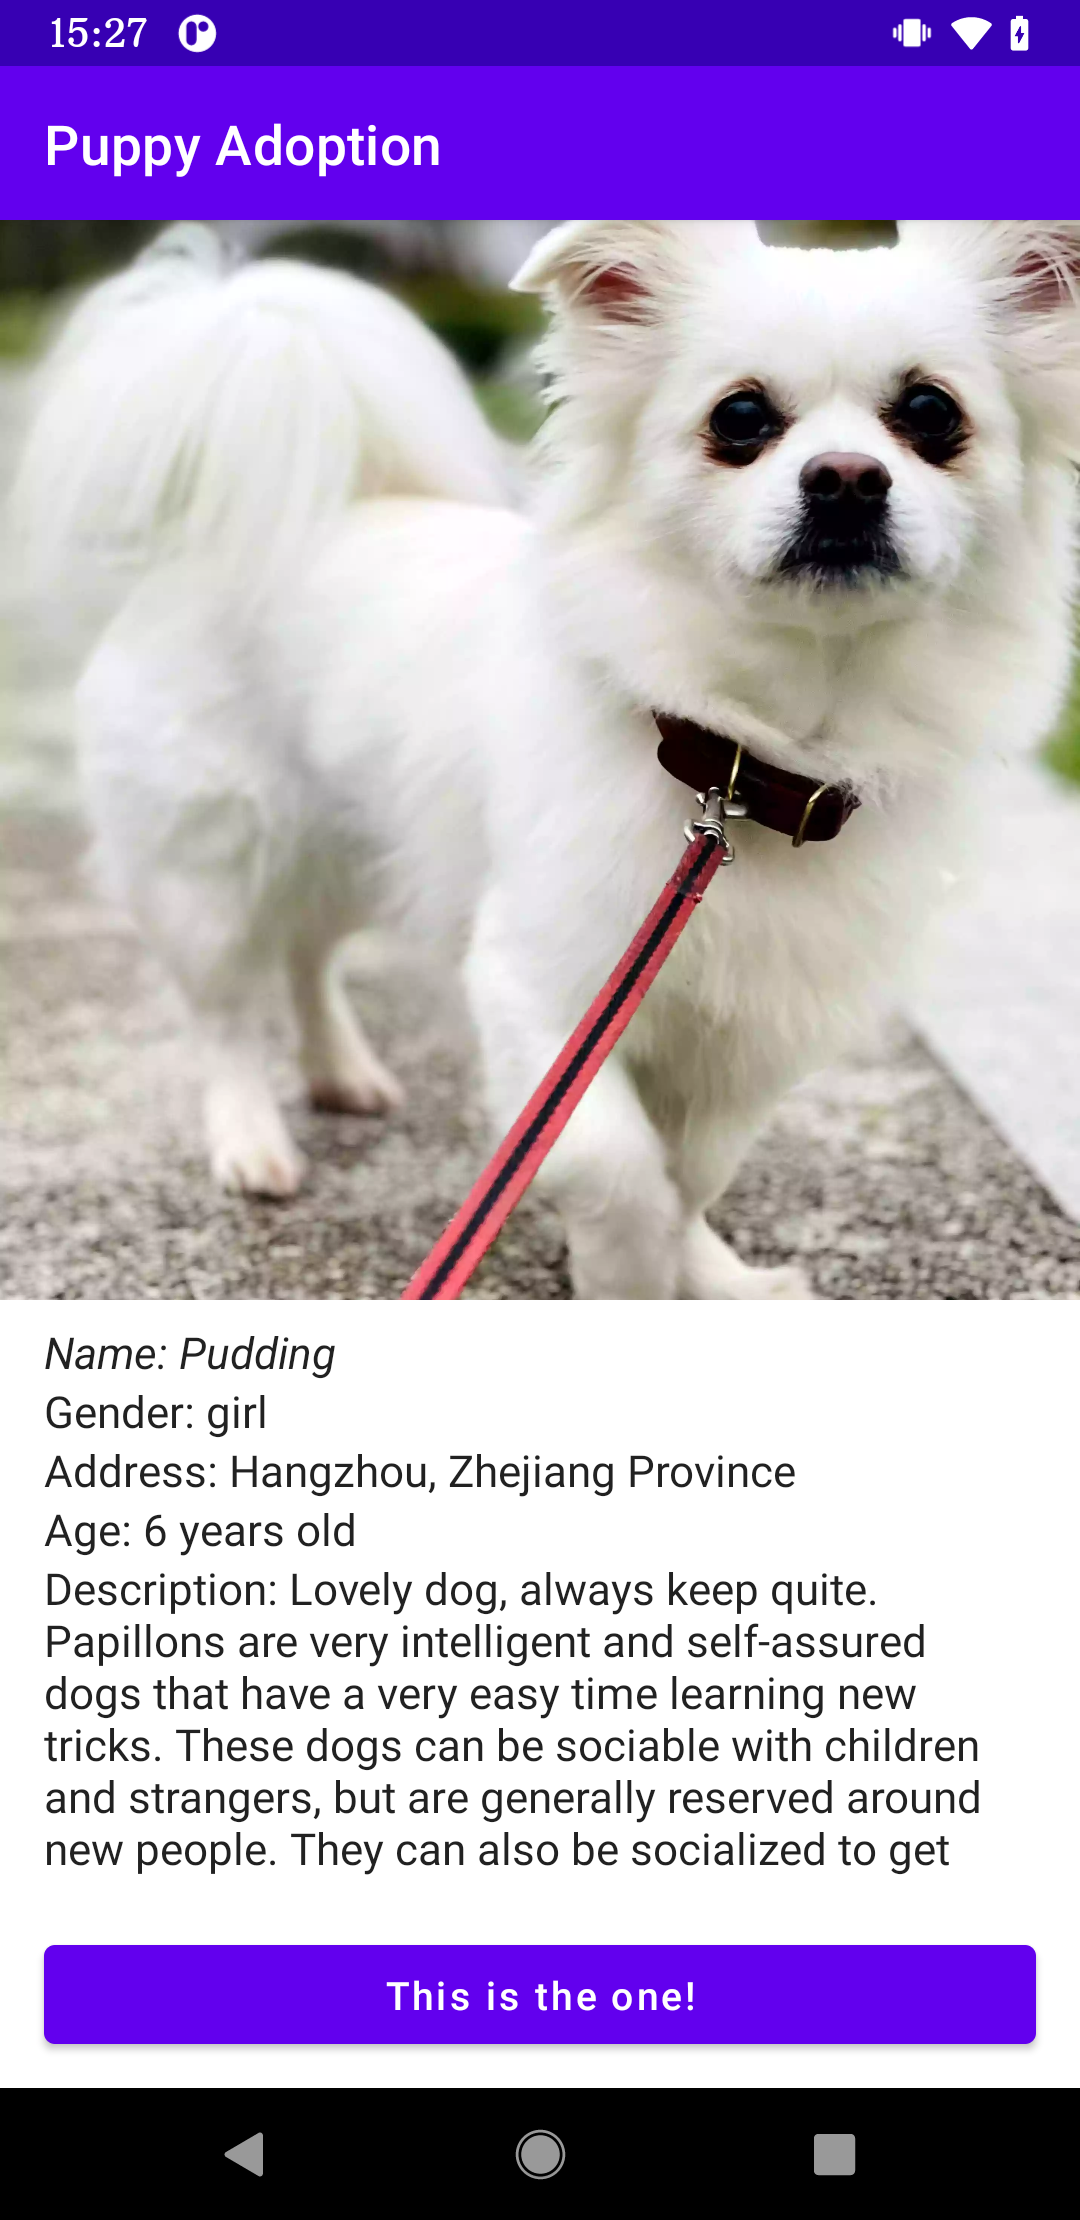 15:27
Puppy Adoption
Name: Pudding
Gender: girl
Address: Hangzhou, Zhejiang Province
Age: 6 years old
Description: Lovely dog, always keep quite.
Papillons are very intelligent and self-assured
dogs that have a very easy time learning new
tricks. These dogs can be sociable with children
and strangers, but are generally reserved around
new people. They can also be socialized to get
This is the one!